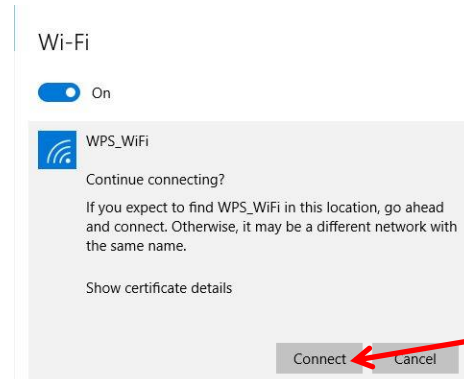 Wi-Fi
On
WPS_WiFi
Continue connecting?
If you expect to find WPS_WiFi in this location, go ahead
and connect. Otherwise, it may be a different network with
the same name.
Show certificate details
Connect Cancel